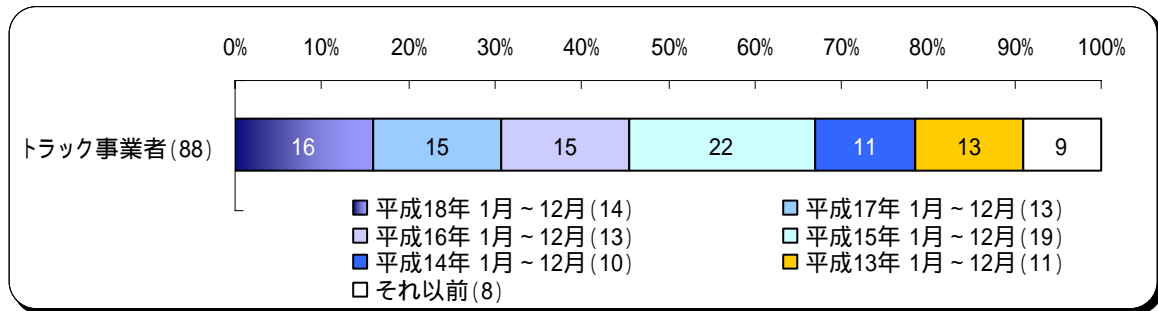 0% 10% 20% 30% 40% 50% 60% 70% 80% 90% 100%
トラック事業者(88) 16 15 15 22 11 13 9
平成18年 1月~12月(14) 平成17年 1月~12月(13)
平成16年 1月~12月(13) 平成15年 1月~12月(19)
平成14年 1月~12月(10) 平成13年 1月~12月(11)
それ以前(8)